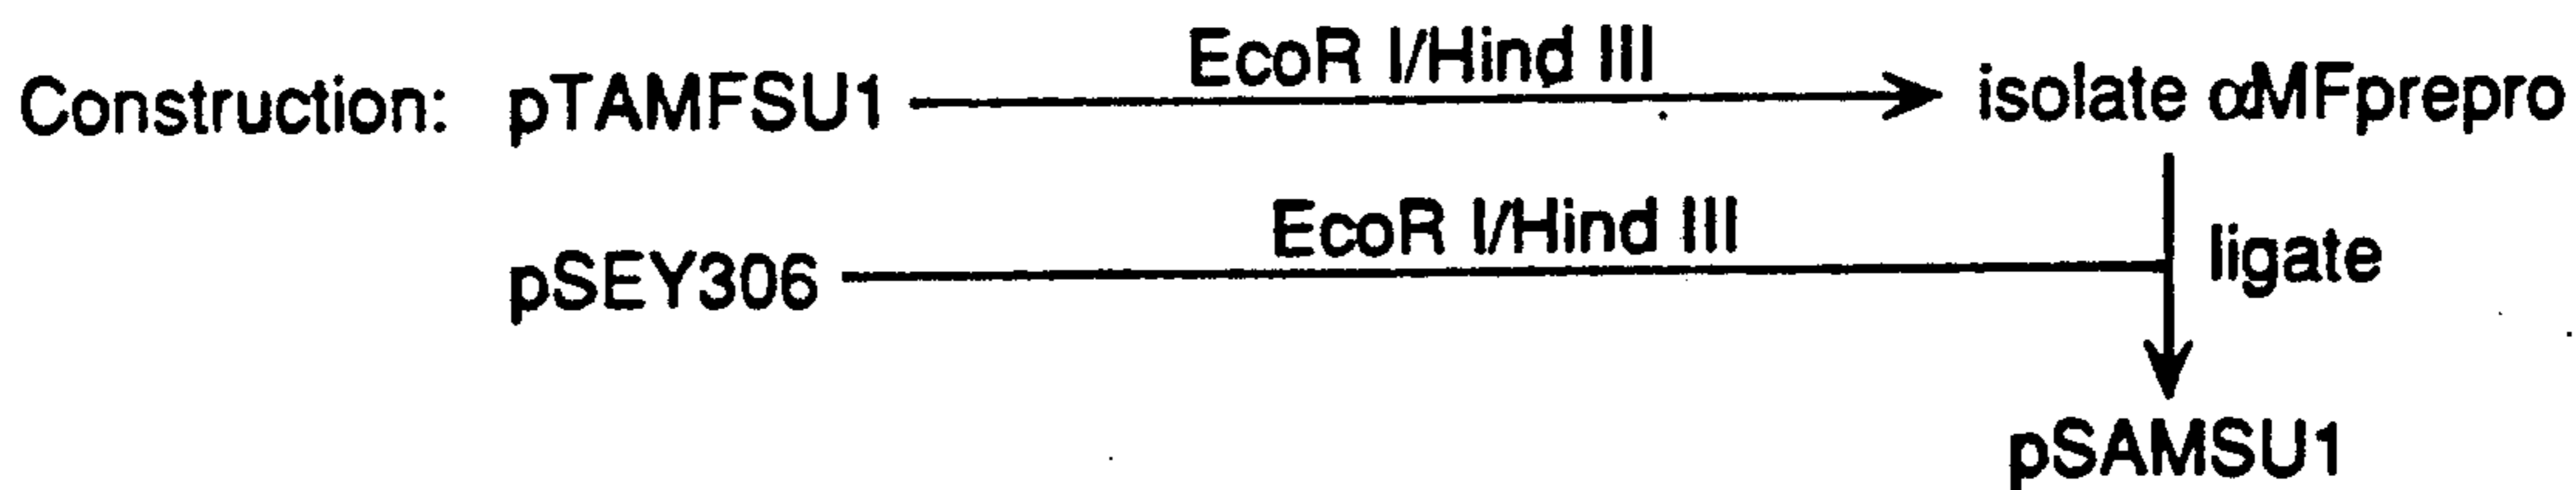 EcoR I/Hind III
Construction: pTAMFSU1 isolate αMFprepro
EcoR I/Hind III
pSEY306 ligate
pSAMSU1